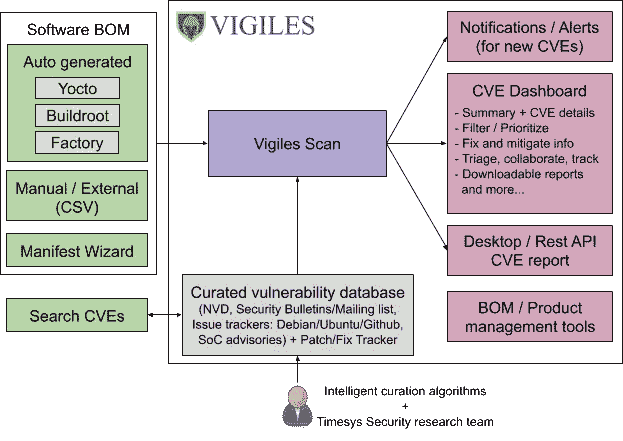 Software BOM
Auto generated
Yocto
Buildroot
Factory
Manual / External
(CSV)
Manifest Wizard
Search CVEs
VIGILES
Vigiles Scan
Curated vulnerability database
(NVD, Security Bulletins/Mailing list,
Issue trackers: Debian/Ubuntu/Github,
SoC advisories) + Patch/Fix Tracker
Notifications / Alerts
(for new CVEs)
CVE Dashboard
- Summary + CVE details
- Filter / Prioritize
- Fix and mitigate info
- Triage, collaborate, track
- Downloadable reports
and more...
Desktop / Rest API
CVE report
BOM / Product
management tools
Intelligent curation algorithms
+
Timesys Security research team